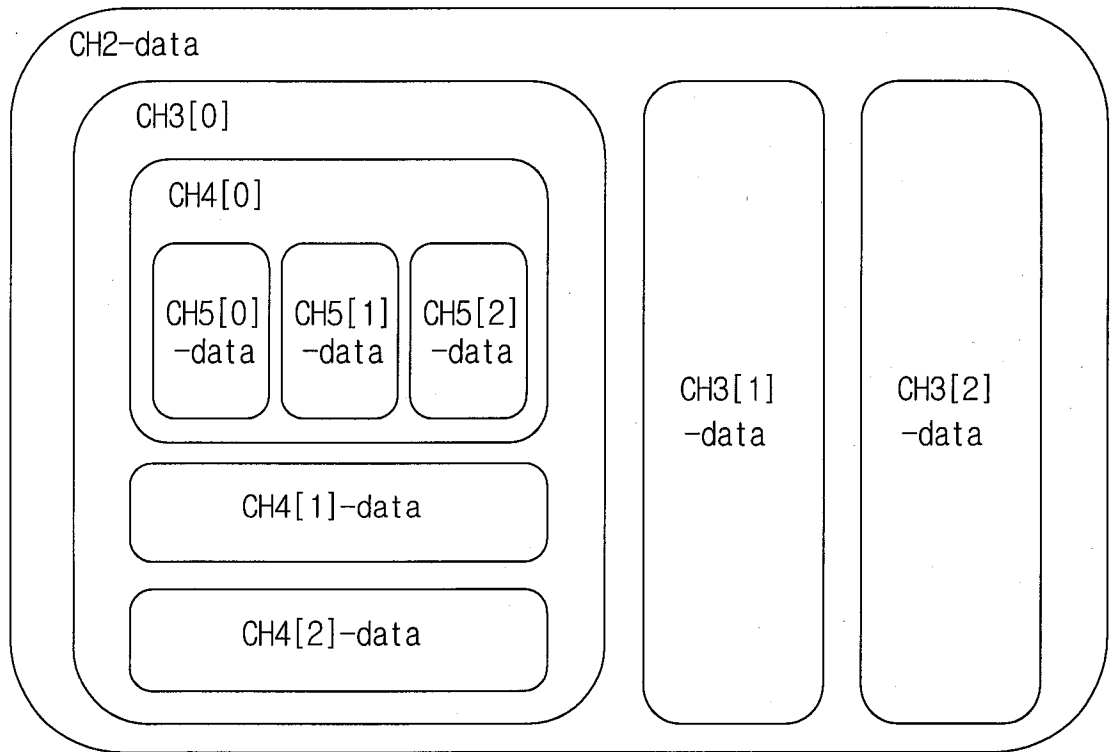 CH2-data
CH3[0]
CH4[0]
CH5[0]
-data
CH5[1]
-data
CH5[2]
-data
CH4[1]-data
CH4[2]-data
CH3[1]
-data
CH3[2]
-data